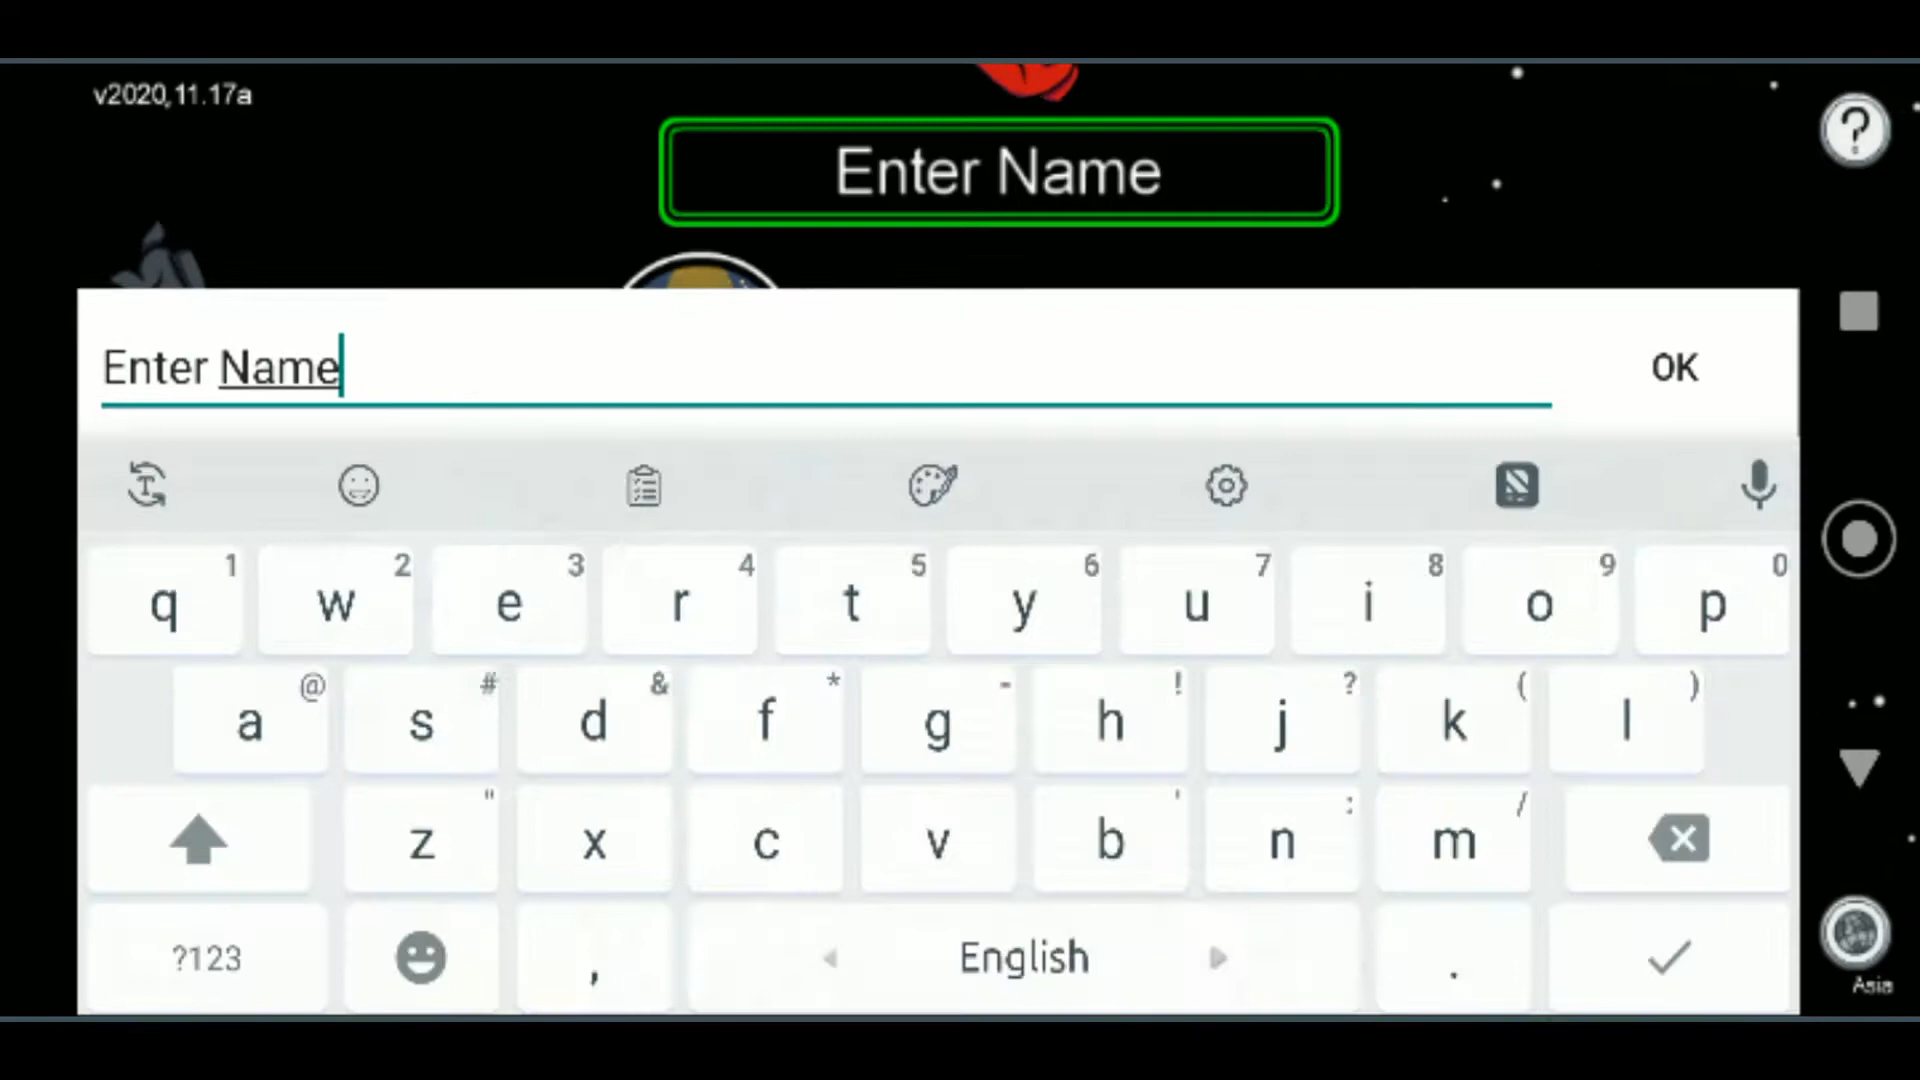 v2020,11.17a
?
Enter Name
Enter Name
OK
1 2 3 4 5 6 7 8 9 0
q w e r t y u i o p
@ # & * - ! ? ( )
a s d f g h j k l
" ' : /
z x c v b n m
?123 , English .
Asia